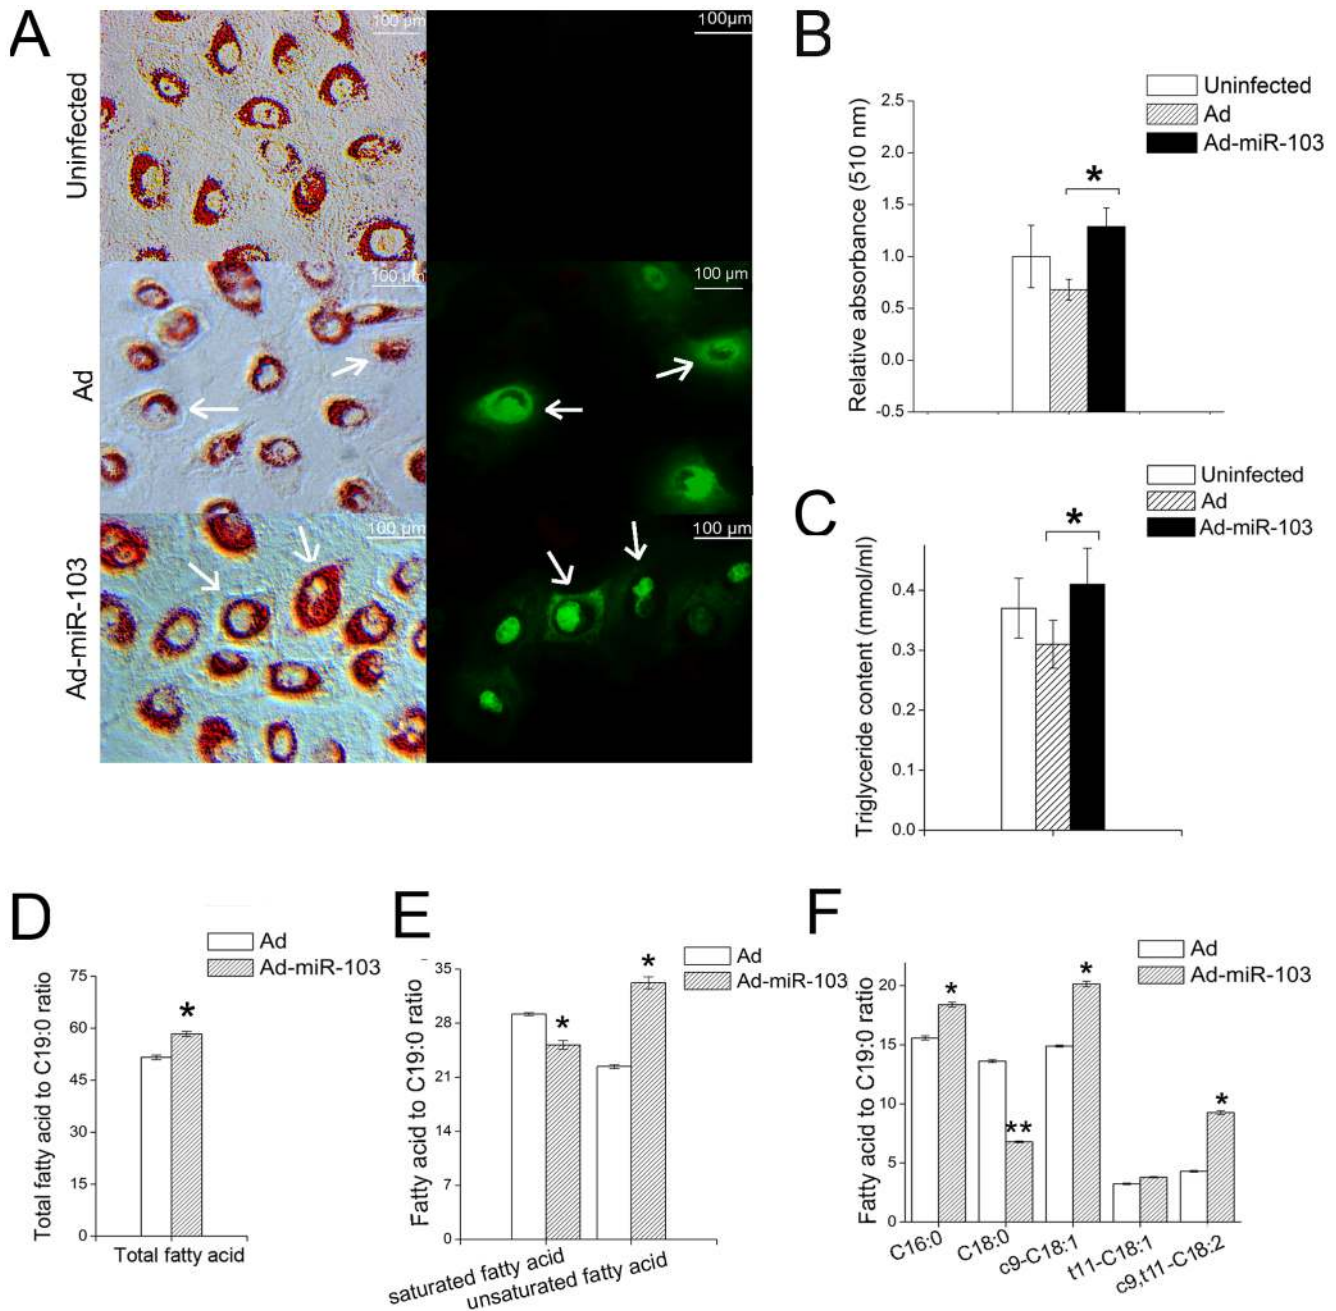 A
Uninfected
100 µm
100µm
Ad
100 µm
100 µm
Ad-miR-103
100 µm
100 µm
B
Uninfected
Ad
Ad-miR-103
Relative absorbance (510 nm)
2.5
2.0
1.5
1.0
0.5
0.0
-0.5
*
C
Uninfected
Ad
Ad-miR-103
Triglyceride content (mmol/ml)
0.4
0.3
0.2
0.1
0.0
*
D
Ad
Ad-miR-103
Total fatty acid to C19:0 ratio
75
60
45
30
15
0
*
Total fatty acid
E
Ad
Ad-miR-103
Fatty acid to C19:0 ratio
35
28
21
14
7
0
*
*
saturated fatty acid
unsaturated fatty acid
F
Ad
Ad-miR-103
Fatty acid to C19:0 ratio
20
15
10
5
0
*
**
*
*
C16:0
C18:0
c9-C18:1
t11-C18:1
c9,t11-C18:2